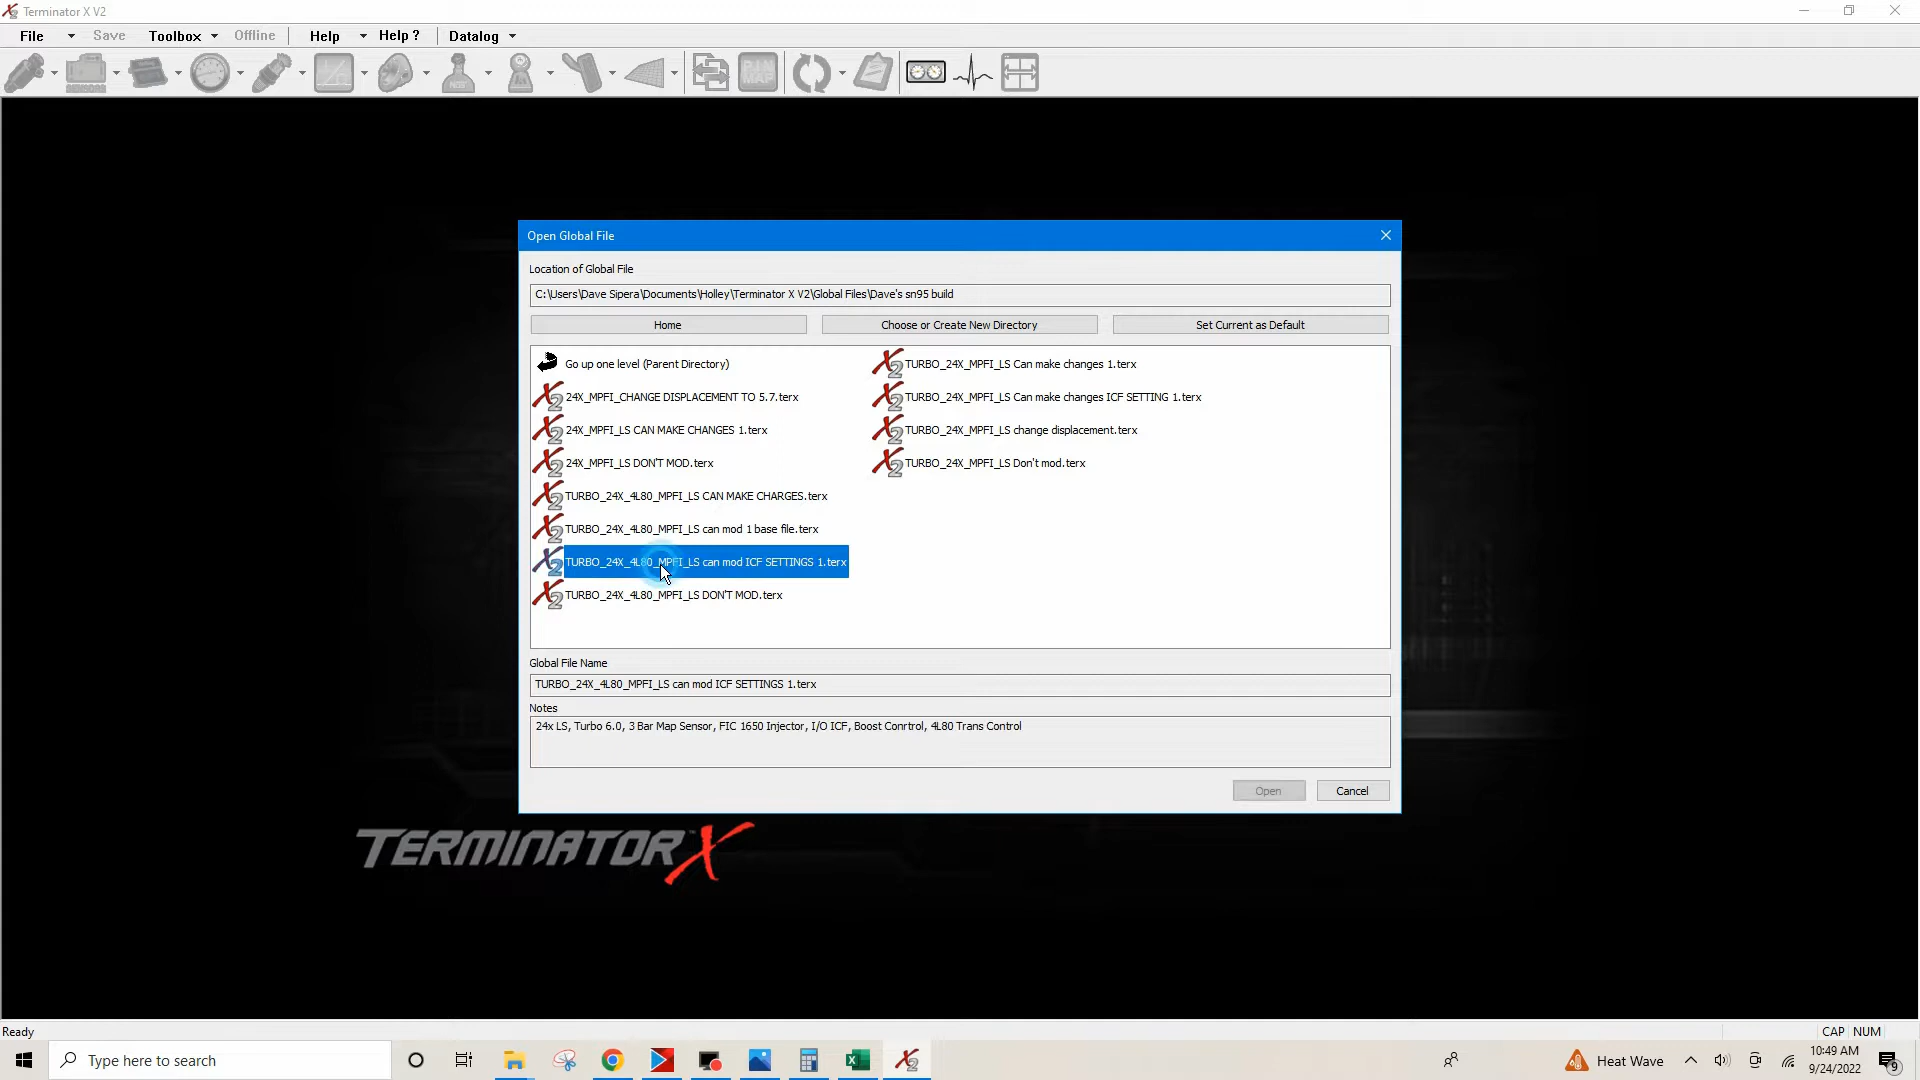 Terminator X V2
File Save Toolbox Offline Help Help ? Datalog
SENSORS
NOS
PIN
MAP
Open Global File
Location of Global File
C:\Users\Dave Sipera\Documents\Holley\Terminator X V2\Global Files\Dave's sn95 build
Home Choose or Create New Directory Set Current as Default
Go up one level (Parent Directory)
24X_MPFI_CHANGE DISPLACEMENT TO 5.7.terx
24X_MPFI_LS CAN MAKE CHANGES 1.terx
24X_MPFI_LS DON'T MOD.terx
TURBO_24X_4L80_MPFI_LS CAN MAKE CHARGES.terx
TURBO_24X_4L80_MPFI_LS can mod 1 base file.terx
TURBO_24X_4L80_MPFI_LS can mod ICF SETTINGS 1.terx
TURBO_24X_4L80_MPFI_LS DON'T MOD.terx
TURBO_24X_MPFI_LS Can make changes 1.terx
TURBO_24X_MPFI_LS Can make changes ICF SETTING 1.terx
TURBO_24X_MPFI_LS change displacement.terx
TURBO_24X_MPFI_LS Don't mod.terx
Global File Name
TURBO_24X_4L80_MPFI_LS can mod ICF SETTINGS 1.terx
Notes
24x LS, Turbo 6.0, 3 Bar Map Sensor, FIC 1650 Injector, I/O ICF, Boost Conrtrol, 4L80 Trans Control
Open Cancel
TERMINATOR X
Ready CAP NUM
Type here to search Heat Wave 10:49 AM
9/24/2022
9